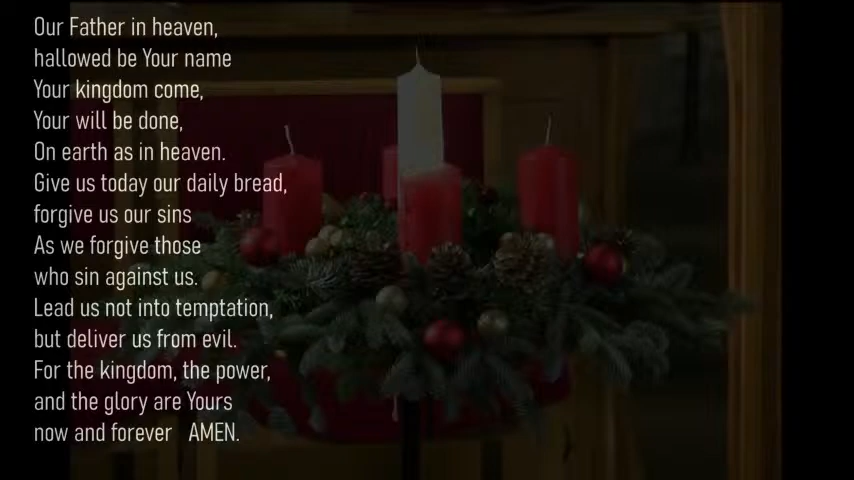 Our Father in heaven,
hallowed be Your name
Your kingdom come,
Your will be done,
On earth as in heaven.
Give us today our daily bread,
forgive us our sins
As we forgive those
who sin against us.
Lead us not into temptation,
but deliver us from evil.
For the kingdom, the power,
and the glory are Yours
now and forever   AMEN.